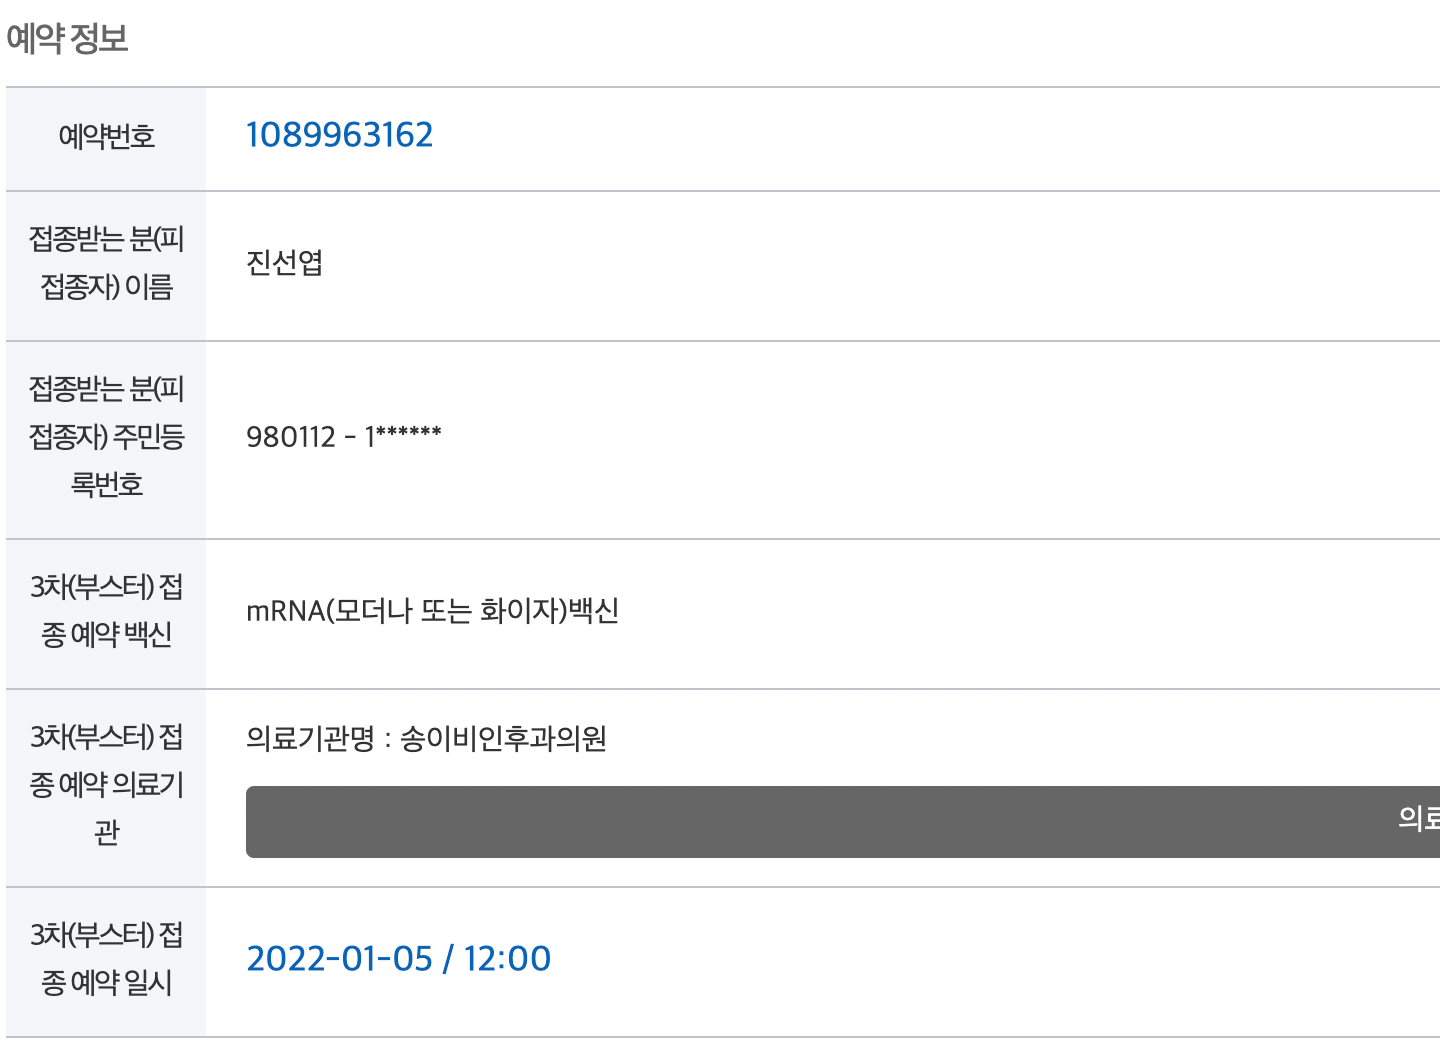 예약 정보
예약번호
1089963162
접종받는 분(피
접종자) 이름
진선엽
접종받는 분(피
접종자) 주민등
록번호
980112 - 1******
3차(부스터) 접
종 예약 백신
mRNA(모더나 또는 화이자)백신
3차(부스터) 접
종 예약 의료기
관
의료기관명 : 송이비인후과의원
의료
3차(부스터) 접
종 예약 일시
2022-01-05 / 12:00